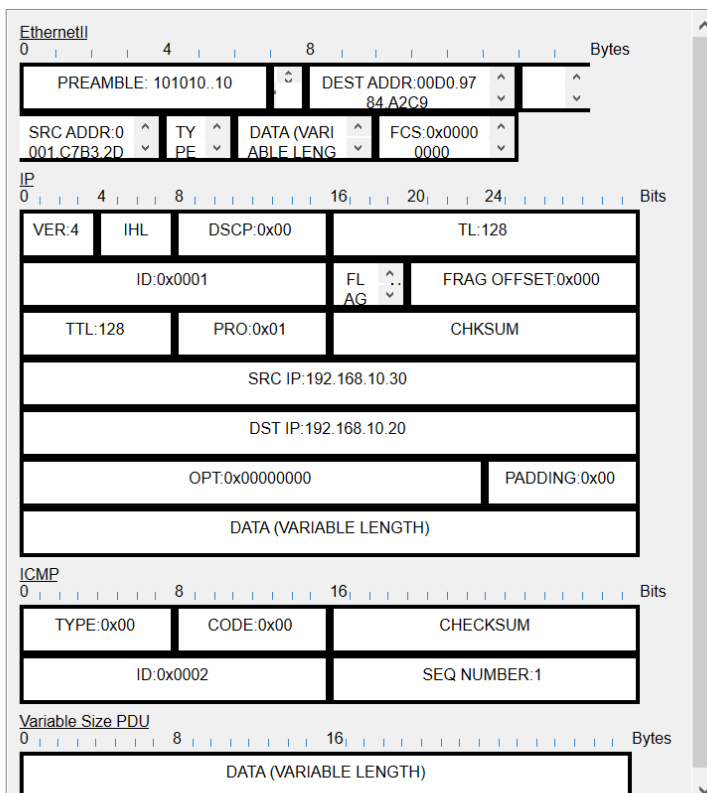 EthernetII
0 4 8 Bytes
PREAMBLE: 101010..10 DEST ADDR:00D0.97
84.A2C9
SRC ADDR:0 TY DATA (VARI FCS:0x0000
001.C7B3.2D PE ABLE LENG 0000
IP
0 4 8 16 20 24 Bits
VER:4 IHL DSCP:0x00 TL:128
ID:0x0001 FL .. FRAG OFFSET:0x000
AG
TTL:128 PRO:0x01 CHKSUM
SRC IP:192.168.10.30
DST IP:192.168.10.20
OPT:0x00000000 PADDING:0x00
DATA (VARIABLE LENGTH)
ICMP
0 8 16 Bits
TYPE:0x00 CODE:0x00 CHECKSUM
ID:0x0002 SEQ NUMBER:1
Variable Size PDU
0 8 16 Bytes
DATA (VARIABLE LENGTH)